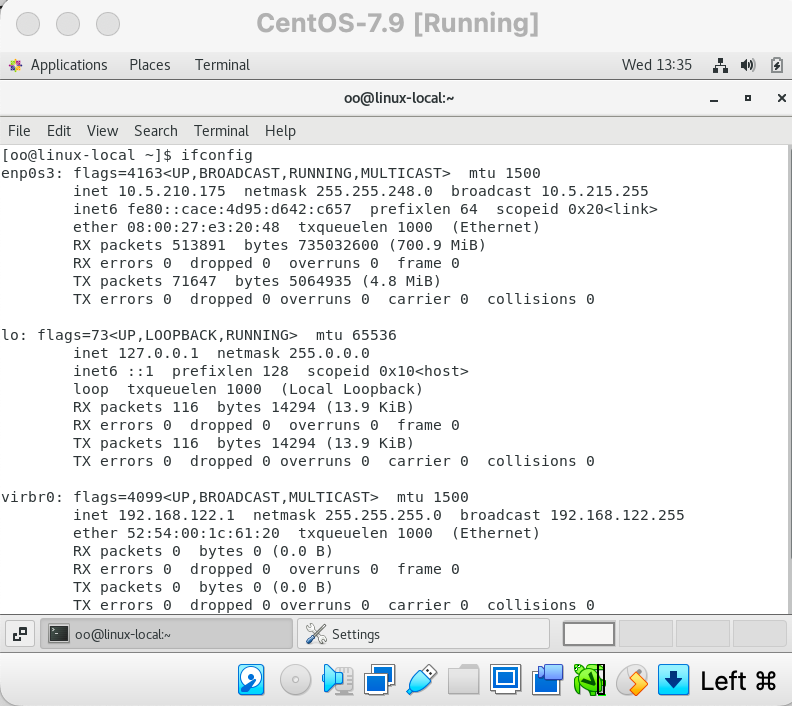 CentOS-7.9 [Running]
Applications Places Terminal Wed 13:35
oo@linux-local:~
File Edit View Search Terminal Help
[oo@linux-local ~]$ ifconfig
enp0s3: flags=4163<UP,BROADCAST,RUNNING,MULTICAST>  mtu 1500
        inet 10.5.210.175  netmask 255.255.248.0  broadcast 10.5.215.255
        inet6 fe80::cace:4d95:d642:c657  prefixlen 64  scopeid 0x20<link>
        ether 08:00:27:e3:20:48  txqueuelen 1000  (Ethernet)
        RX packets 513891  bytes 735032600 (700.9 MiB)
        RX errors 0  dropped 0  overruns 0  frame 0
        TX packets 71647  bytes 5064935 (4.8 MiB)
        TX errors 0  dropped 0 overruns 0  carrier 0  collisions 0

lo: flags=73<UP,LOOPBACK,RUNNING>  mtu 65536
        inet 127.0.0.1  netmask 255.0.0.0
        inet6 ::1  prefixlen 128  scopeid 0x10<host>
        loop  txqueuelen 1000  (Local Loopback)
        RX packets 116  bytes 14294 (13.9 KiB)
        RX errors 0  dropped 0  overruns 0  frame 0
        TX packets 116  bytes 14294 (13.9 KiB)
        TX errors 0  dropped 0 overruns 0  carrier 0  collisions 0

virbr0: flags=4099<UP,BROADCAST,MULTICAST>  mtu 1500
        inet 192.168.122.1  netmask 255.255.255.0  broadcast 192.168.122.255
        ether 52:54:00:1c:61:20  txqueuelen 1000  (Ethernet)
        RX packets 0  bytes 0 (0.0 B)
        RX errors 0  dropped 0  overruns 0  frame 0
        TX packets 0  bytes 0 (0.0 B)
        TX errors 0  dropped 0 overruns 0  carrier 0  collisions 0
oo@linux-local:~ Settings
Left ⌘